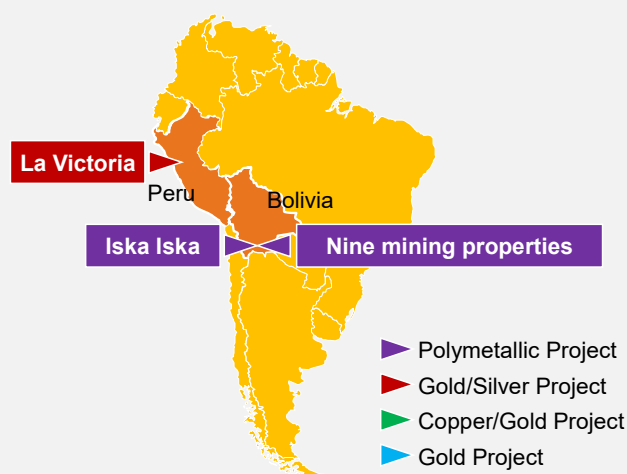 La Victoria
Peru
Bolivia
Iska Iska
Nine mining properties
Polymetallic Project
Gold/Silver Project
Copper/Gold Project
Gold Project